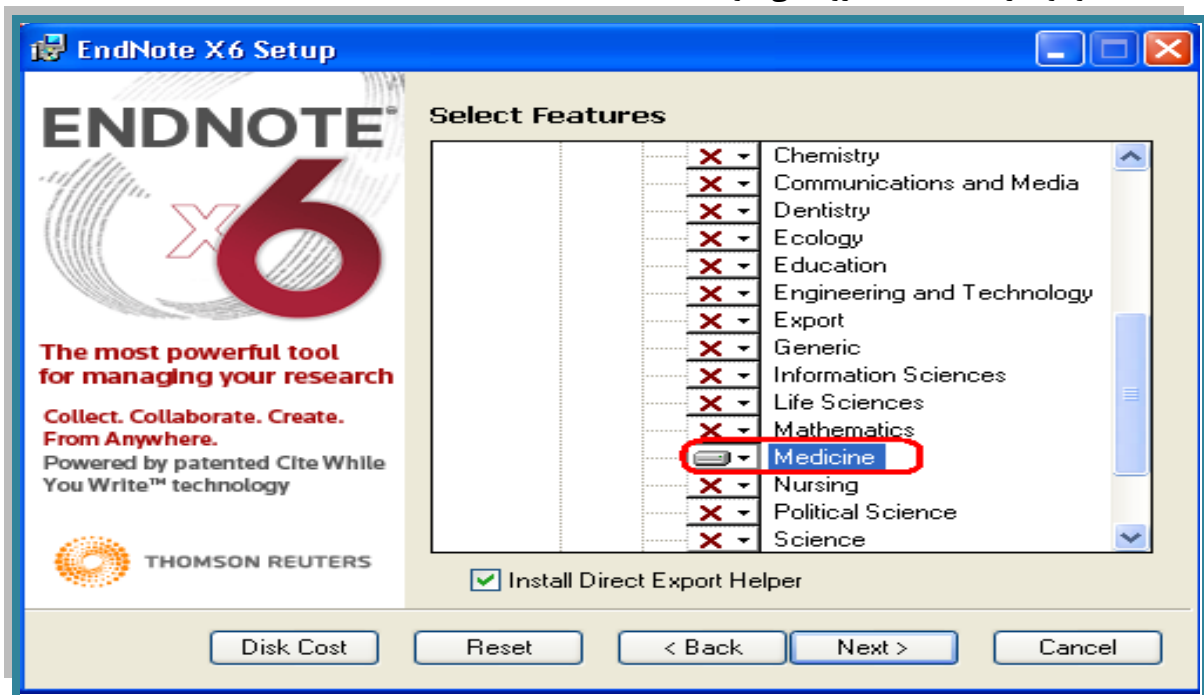 EndNote X6 Setup
ENDNOTE®
X6
The most powerful tool
for managing your research
Collect. Collaborate. Create.
From Anywhere.
Powered by patented Cite While
You Write™ technology
THOMSON REUTERS
Select Features
Chemistry
Communications and Media
Dentistry
Ecology
Education
Engineering and Technology
Export
Generic
Information Sciences
Life Sciences
Mathematics
Medicine
Nursing
Political Science
Science
Install Direct Export Helper
Disk Cost
Reset
< Back
Next >
Cancel